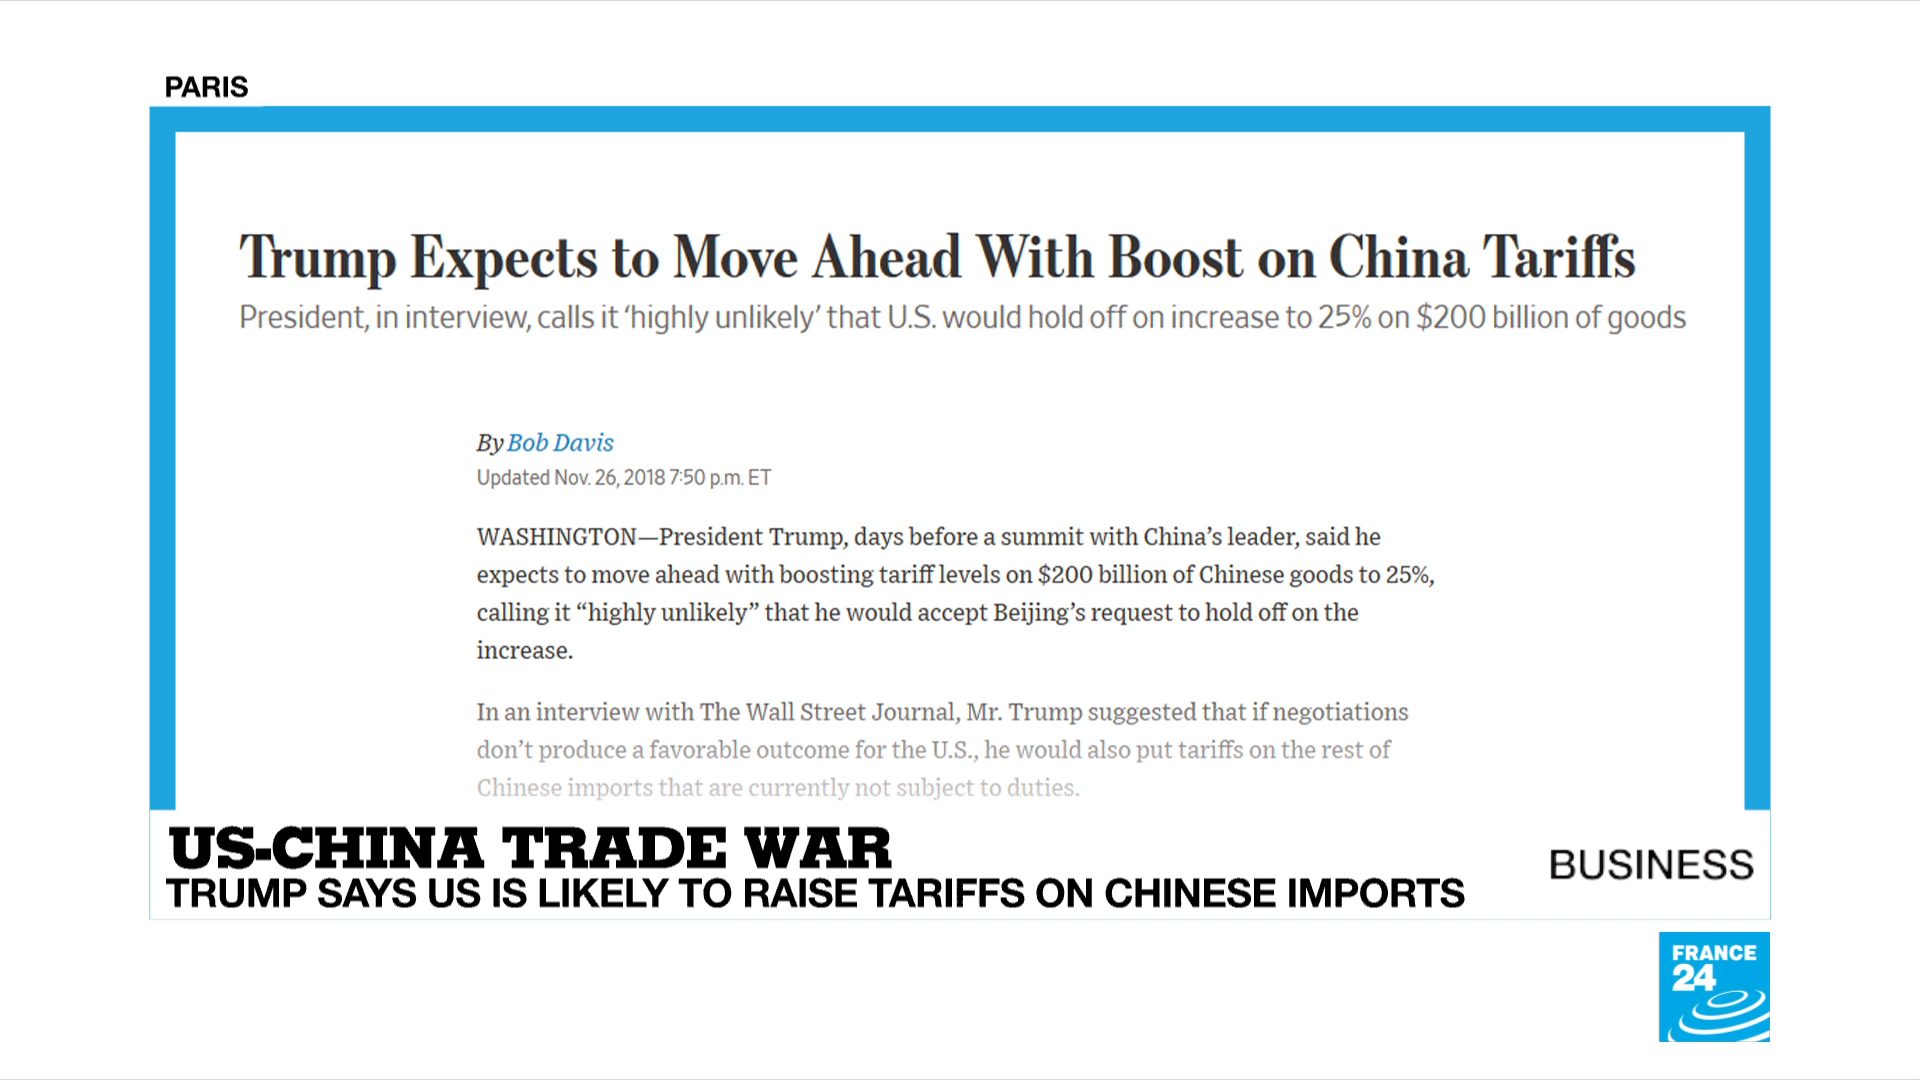 PARIS
Trump Expects to Move Ahead With Boost on China Tariffs
President, in interview, calls it ‘highly unlikely’ that U.S. would hold off on increase to 25% on $200 billion of goods
By Bob Davis
Updated Nov. 26, 2018 7:50 p.m. ET
WASHINGTON—President Trump, days before a summit with China’s leader, said he
expects to move ahead with boosting tariff levels on $200 billion of Chinese goods to 25%,
calling it “highly unlikely” that he would accept Beijing’s request to hold off on the
increase.
In an interview with The Wall Street Journal, Mr. Trump suggested that if negotiations
don’t produce a favorable outcome for the U.S., he would also put tariffs on the rest of
Chinese imports that are currently not subject to duties.
US-CHINA TRADE WAR
TRUMP SAYS US IS LIKELY TO RAISE TARIFFS ON CHINESE IMPORTS
BUSINESS
FRANCE
24